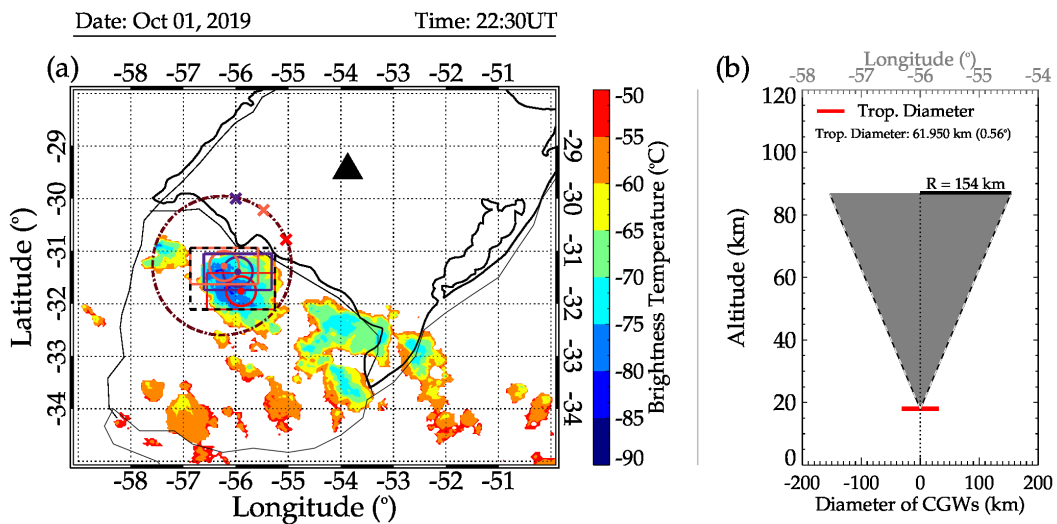 Date: Oct 01, 2019
Time: 22:30UT
(a)
-58 -57 -56 -55 -54 -53 -52 -51
-29
-30
-31
-32
-33
-34
Latitude (º)
-29
-30
-31
-32
-33
-34
-58 -57 -56 -55 -54 -53 -52 -51
Longitude (º)
-50
-55
-60
-65
-70
-75
-80
-85
-90
Brightness Temperature (ºC)
(b)
Longitude (º)
-58 -57 -56 -55 -54
Trop. Diameter
Trop. Diameter: 61.950 km (0.56º)
R = 154 km
120
100
80
60
40
20
0
Altitude (km)
-200 -100 0 100 200
Diameter of CGWs (km)